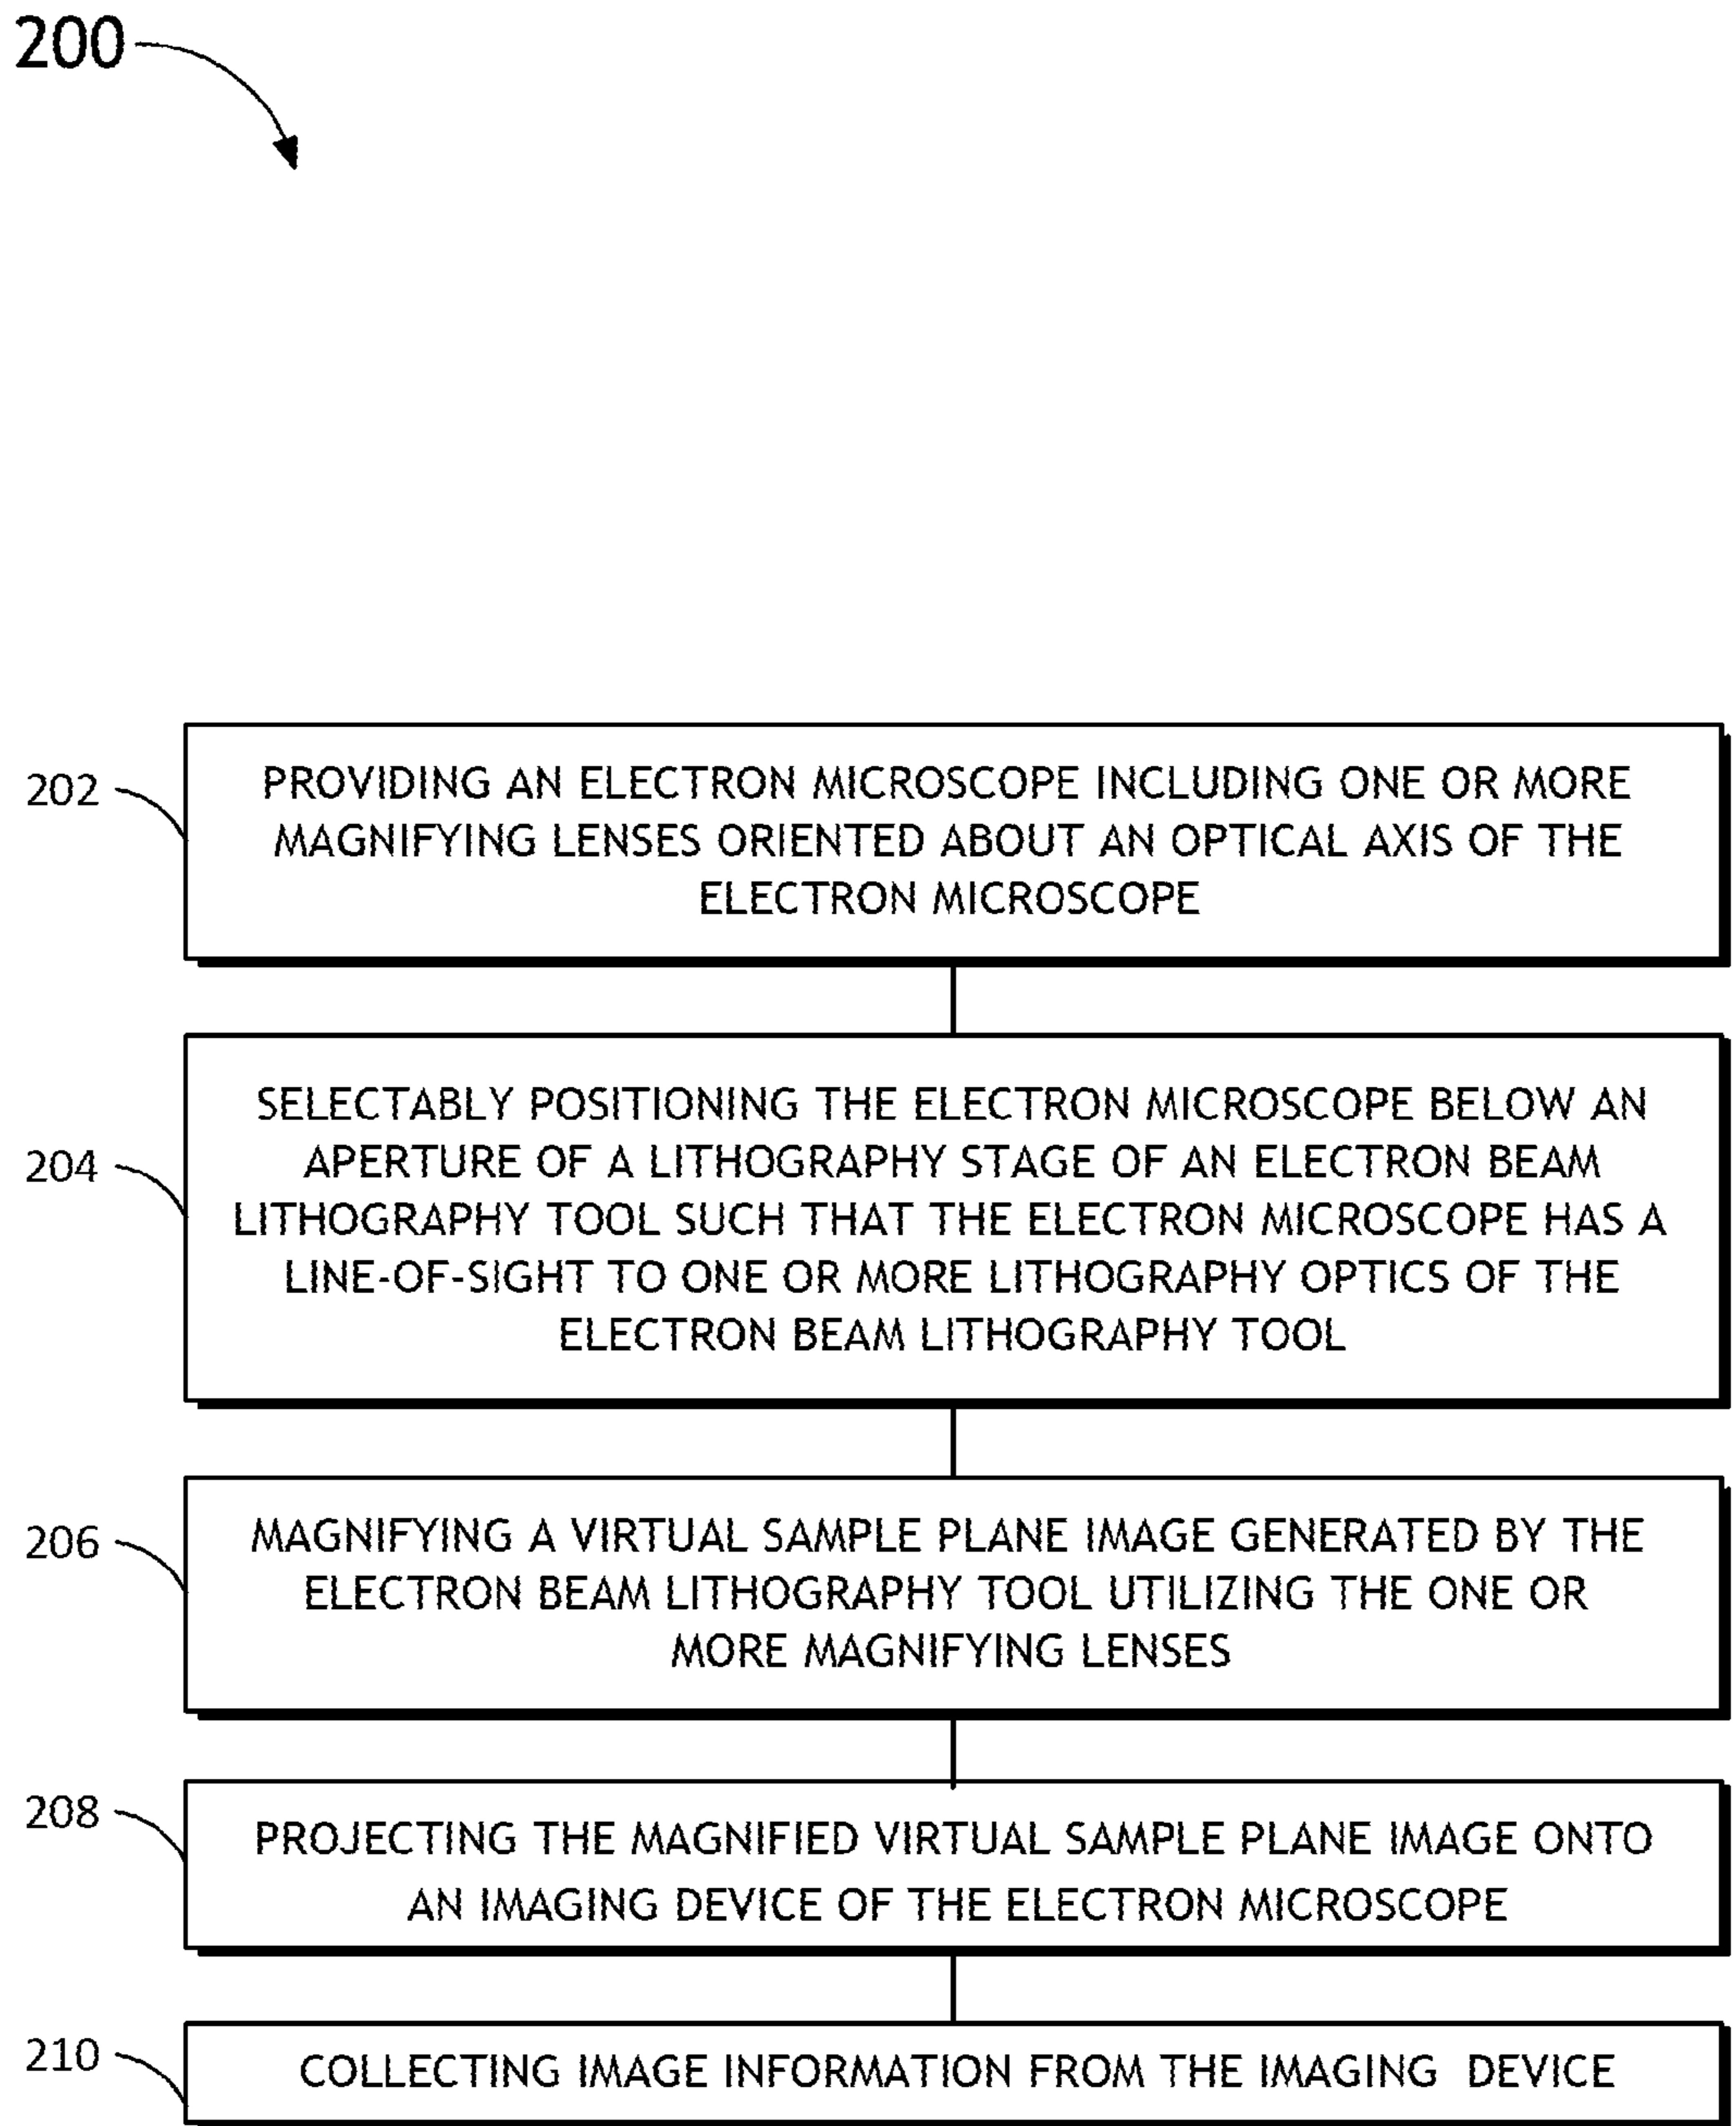 200
202
PROVIDING AN ELECTRON MICROSCOPE INCLUDING ONE OR MORE
MAGNIFYING LENSES ORIENTED ABOUT AN OPTICAL AXIS OF THE
ELECTRON MICROSCOPE
204
SELECTABLY POSITIONING THE ELECTRON MICROSCOPE BELOW AN
APERTURE OF A LITHOGRAPHY STAGE OF AN ELECTRON BEAM
LITHOGRAPHY TOOL SUCH THAT THE ELECTRON MICROSCOPE HAS A
LINE-OF-SIGHT TO ONE OR MORE LITHOGRAPHY OPTICS OF THE
ELECTRON BEAM LITHOGRAPHY TOOL
206
MAGNIFYING A VIRTUAL SAMPLE PLANE IMAGE GENERATED BY THE
ELECTRON BEAM LITHOGRAPHY TOOL UTILIZING THE ONE OR
MORE MAGNIFYING LENSES
208
PROJECTING THE MAGNIFIED VIRTUAL SAMPLE PLANE IMAGE ONTO
AN IMAGING DEVICE OF THE ELECTRON MICROSCOPE
210
COLLECTING IMAGE INFORMATION FROM THE IMAGING DEVICE